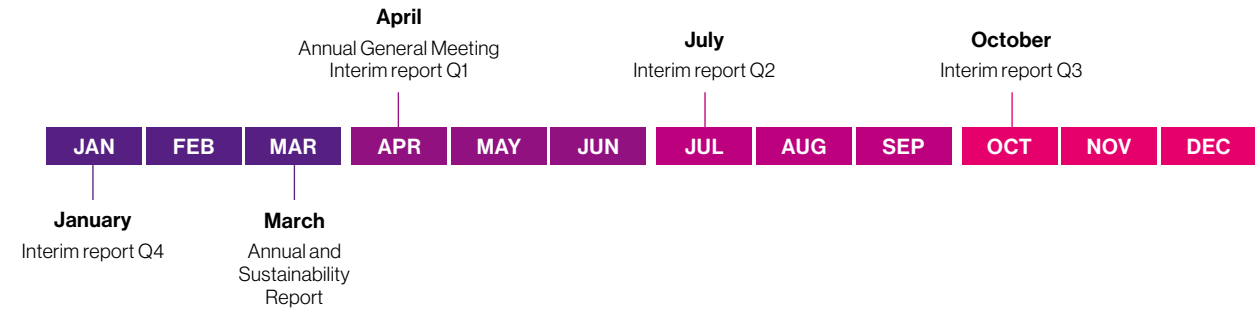 April
Annual General Meeting
Interim report Q1
July
Interim report Q2
October
Interim report Q3
JAN FEB MAR APR MAY JUN JUL AUG SEP OCT NOV DEC
January
Interim report Q4
March
Annual and
Sustainability
Report